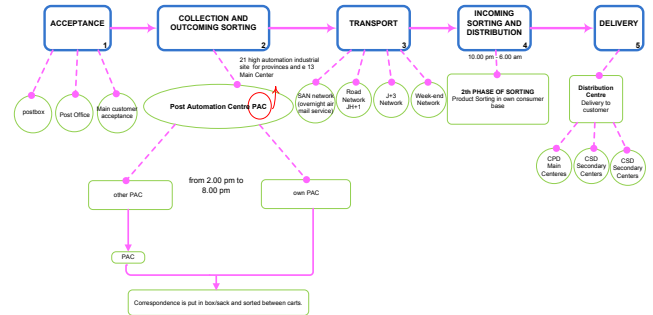 ACCEPTANCE
1
COLLECTION AND
OUTCOMING SORTING
2
TRANSPORT
3
INCOMING
SORTING AND
DISTRIBUTION
4
DELIVERY
5
21 high automation industrial
site for provinces and e 13
Main Center
10.00 pm - 6.00 am
postbox
Post Office
Main customer
acceptance
Post Automation Centre PAC
SAN network
(overnight air
mail service)
Road
Network
JH+1
J+3
Network
Week-end
Network
2th PHASE OF SORTING
Product Sorting in own consumer
base
Distribution
Centre
Delivery to
customer
CPD
Main
Centeres
CSD
Secondary
Centers
CSD
Secondary
Centers
other PAC
from 2.00 pm to
8.00 pm
own PAC
PAC
Correspondence is put in box/sack and sorted between carts.